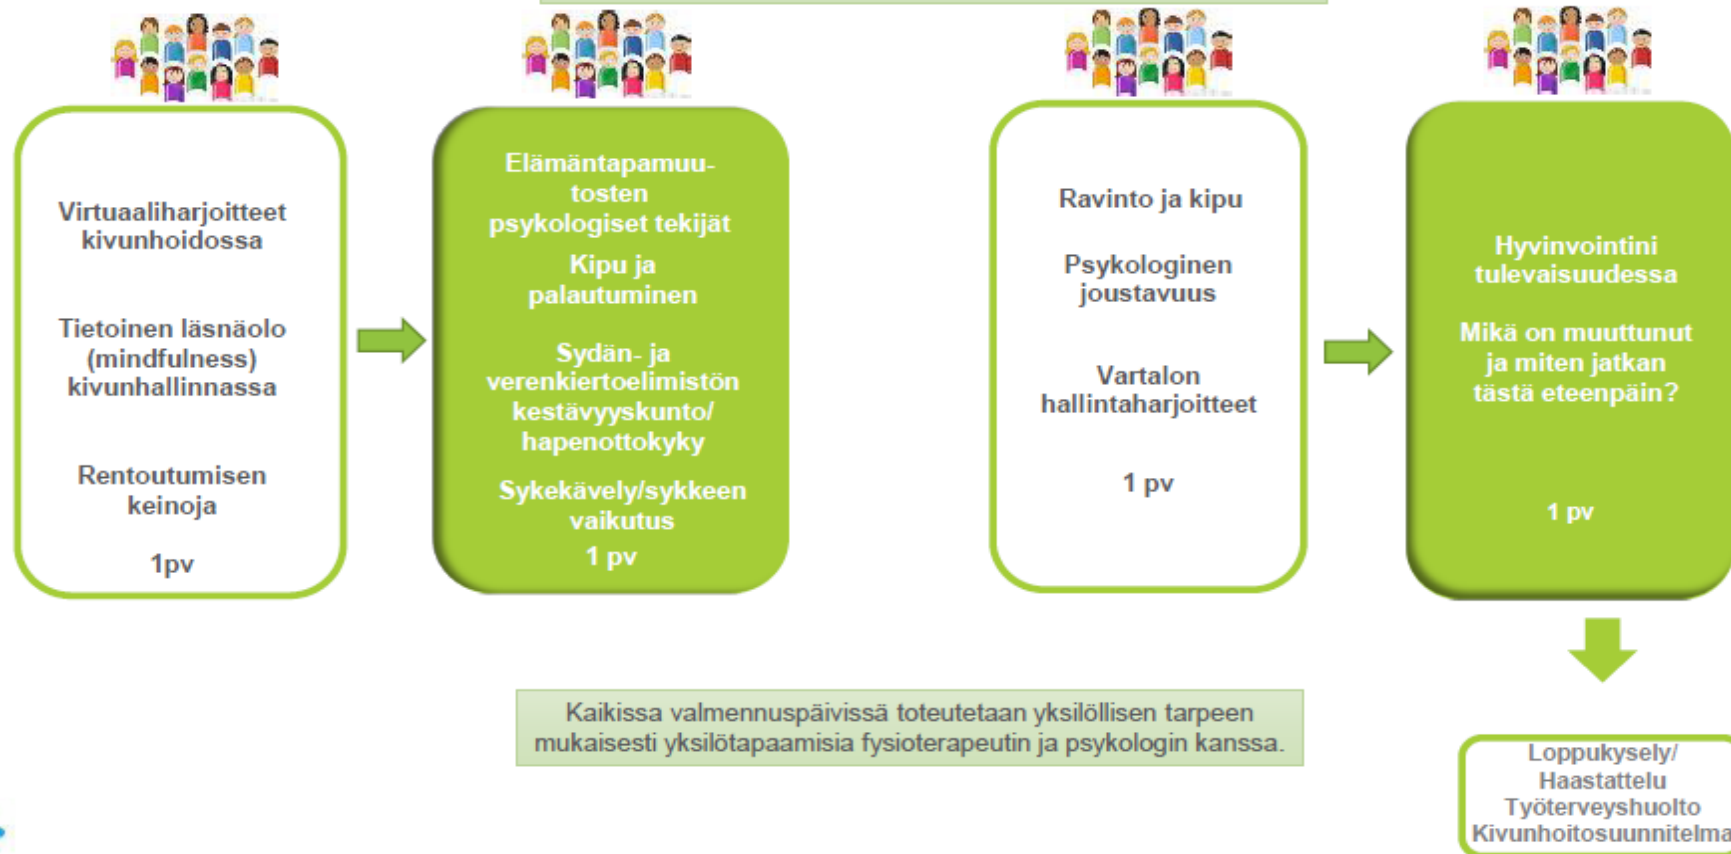 Virtuaaliharjoitteet
kivunhoidossa
Tietoinen läsnäolo
(mindfulness)
kivunhallinnassa
Rentoutumisen
keinoja
1pv
Elämäntapamuu-
tosten
psykologiset tekijät
Kipu ja
palautuminen
Sydän- ja
verenkiertoelimistön
kestävyyskunto/
hapenottokyky
Sykekävely/sykkeen
vaikutus
1 pv
Ravinto ja kipu
Psykologinen
joustavuus
Vartalon
hallintaharjoitteet
1 pv
Hyvinvointini
tulevaisuudessa
Mikä on muuttunut
ja miten jatkan
tästä eteenpäin?
1 pv
Kaikissa valmennuspäivissä toteutetaan yksilöllisen tarpeen
mukaisesti yksilötapaamisia fysioterapeutin ja psykologin kanssa.
Loppukysely/
Haastattelu
Työterveyshuolto
Kivunhoitosuunnitelma